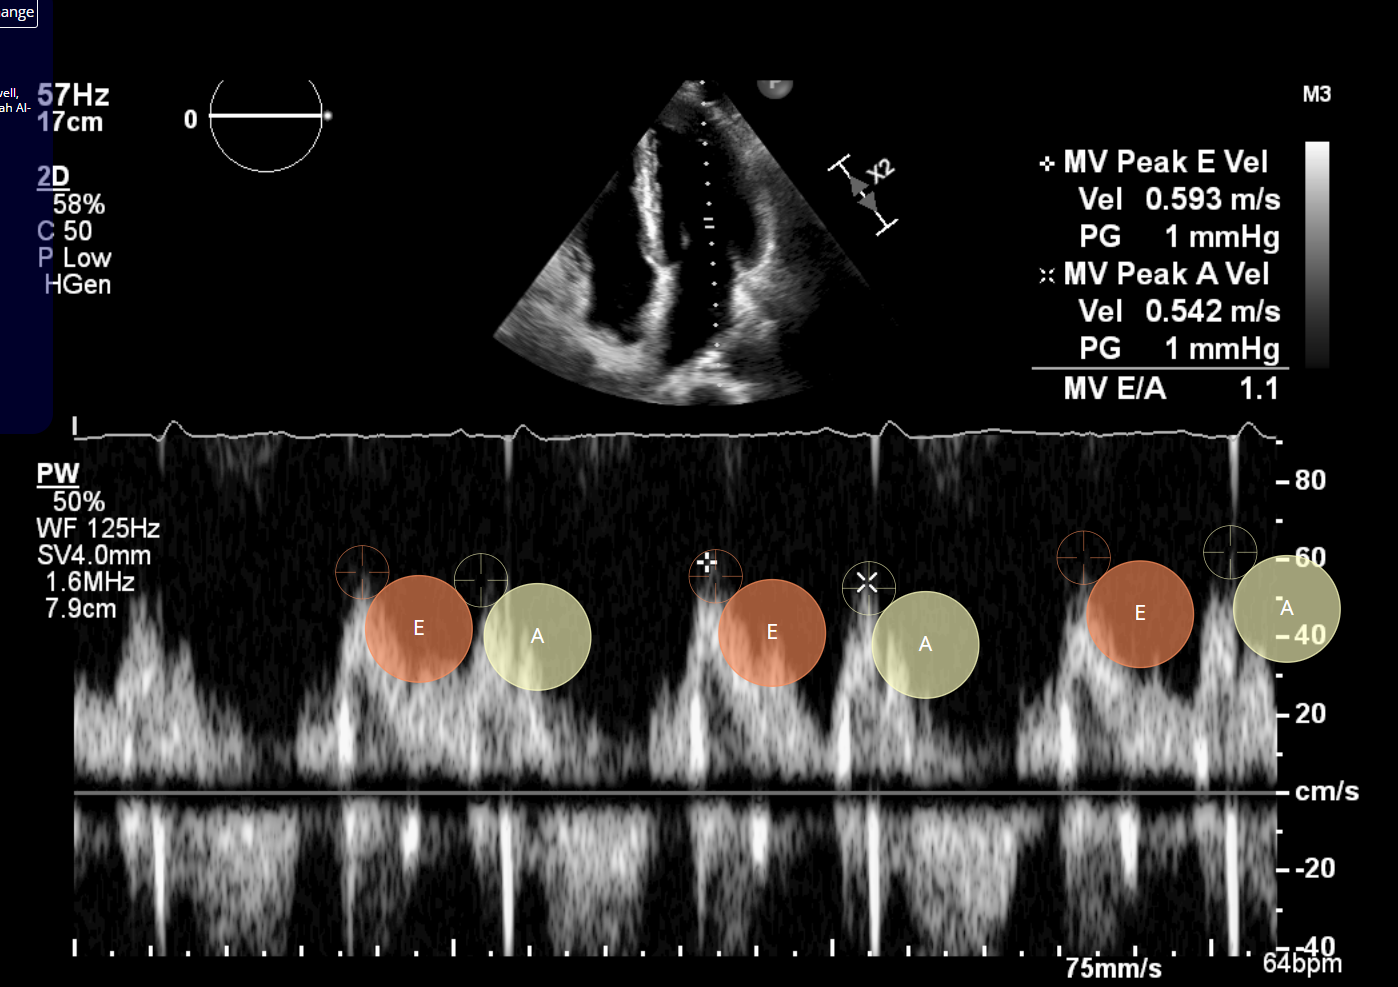 ange
well,
ah Al-
57Hz
17cm
0
2D
58%
C 50
P Low
HGen
P
X2
M3
MV Peak E Vel
Vel 0.593 m/s
PG 1 mmHg
MV Peak A Vel
Vel 0.542 m/s
PG 1 mmHg
MV E/A 1.1
PW
50%
WF 125Hz
SV4.0mm
1.6MHz
7.9cm
80
60
40
20
cm/s
-20
-40
E
A
E
A
E
A
75mm/s
64bpm